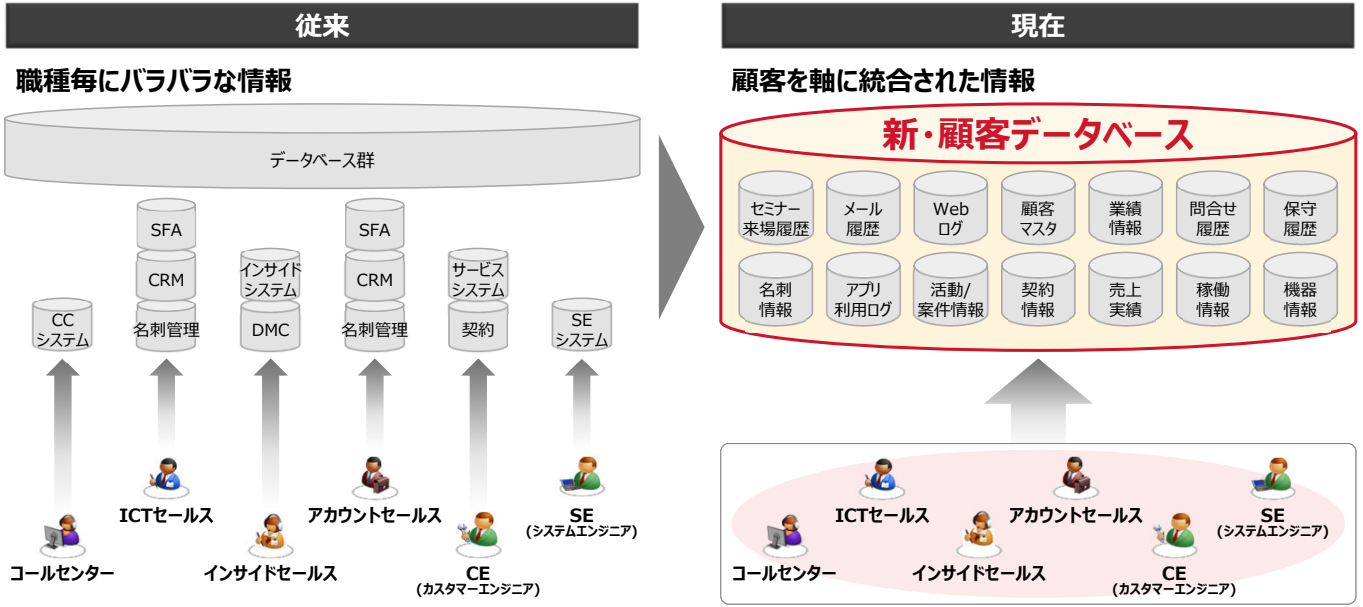 従来
職種毎にバラバラな情報
データベース群
SFA
CRM
名刺管理
SFA
CRM
名刺管理
インサイド
システム
DMC
サービス
システム
契約
CC
システム
SE
システム
ICTセールス
アカウントセールス
SE
(システムエンジニア)
コールセンター
インサイドセールス
CE
(カスタマーエンジニア)
現在
顧客を軸に統合された情報
新・顧客データベース
セミナー
来場履歴
メール
履歴
Web
ログ
顧客
マスタ
業績
情報
問合せ
履歴
保守
履歴
名刺
情報
アプリ
利用ログ
活動/
案件情報
契約
情報
売上
実績
稼働
情報
機器
情報
ICTセールス
アカウントセールス
SE
(システムエンジニア)
コールセンター
インサイドセールス
CE
(カスタマーエンジニア)